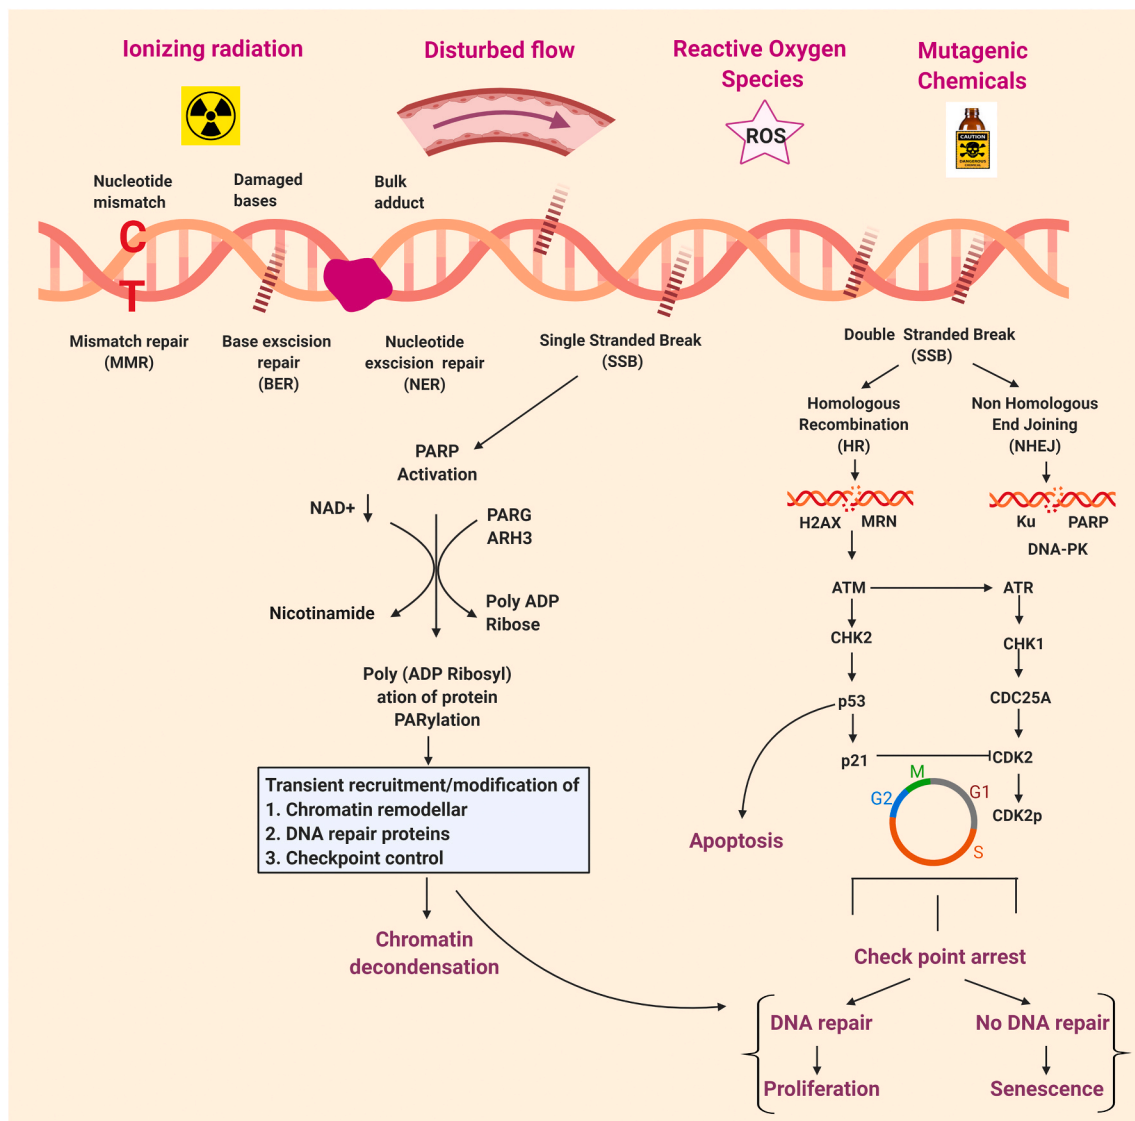 Ionizing radiation
Disturbed flow
Reactive Oxygen
Species
Mutagenic
Chemicals
ROS
CAUTION
DANGEROUS
Nucleotide
mismatch
Damaged
bases
Bulk
adduct
C
T
Mismatch repair
(MMR)
Base exscision
repair
(BER)
Nucleotide
exscision repair
(NER)
Single Stranded Break
(SSB)
Double Stranded Break
(SSB)
Homologous
Recombination
(HR)
Non Homologous
End Joining
(NHEJ)
PARP
Activation
NAD+
PARG
ARH3
Nicotinamide
Poly ADP
Ribose
Poly (ADP Ribosyl)
ation of protein
PARylation
Transient recruitment/modification of
1. Chromatin remodellar
2. DNA repair proteins
3. Checkpoint control
Chromatin
decondensation
H2AX
MRN
Ku
PARP
DNA-PK
ATM
ATR
CHK2
CHK1
p53
CDC25A
p21
CDK2
M
G2
G1
S
CDK2p
Apoptosis
Check point arrest
DNA repair
No DNA repair
Proliferation
Senescence